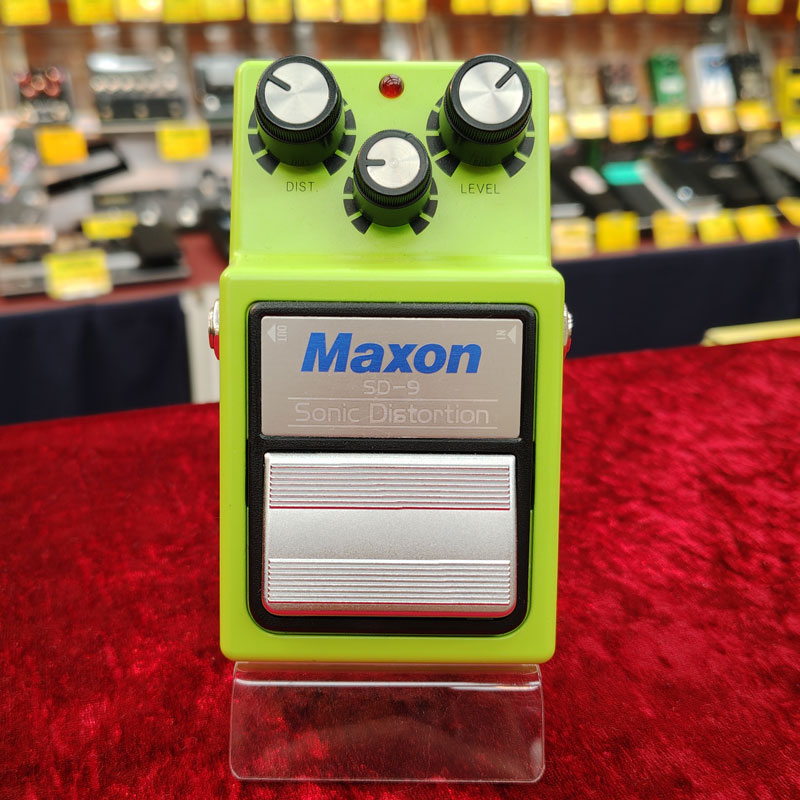 DIST.
LEVEL
OUT
IN
Maxon
SD-9
Sonic Distortion